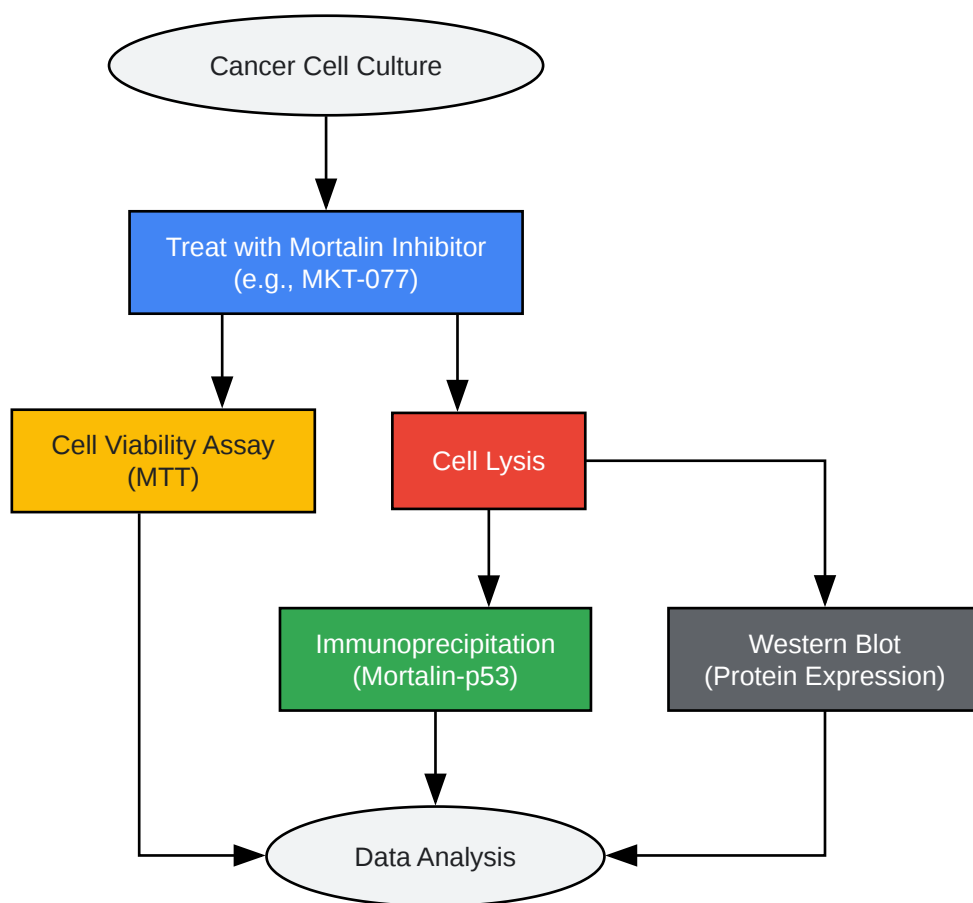 Cancer Cell Culture
Treat with Mortalin Inhibitor
(e.g., MKT-077)
Cell Viability Assay
(MTT)
Cell Lysis
Immunoprecipitation
(Mortalin-p53)
Western Blot
(Protein Expression)
Data Analysis